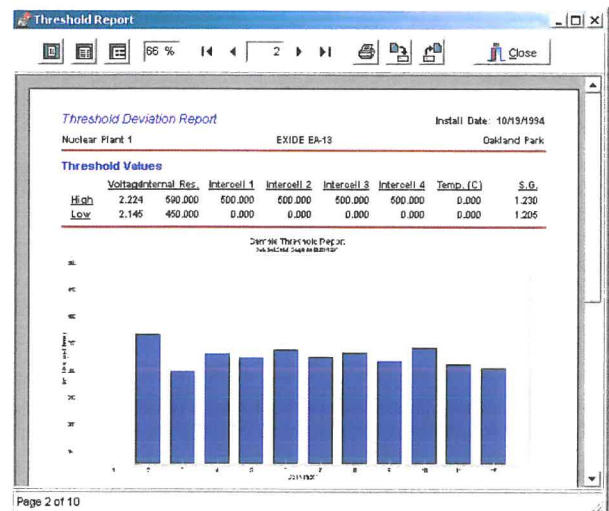 Threshold Report
66 %
2
Close
Threshold Deviation Report Install Date: 10/19/1994
Nuclear Plant 1 EXIDE EA-13 Oakland Park
Threshold Values
Voltage Internal Res. Intercell 1 Intercell 2 Intercell 3 Intercell 4 Temp. (C) S.G.
High 2.224 590.000 500.000 500.000 500.000 500.000 0.000 1.230
Low 2.145 450.000 0.000 0.000 0.000 0.000 0.000 1.205
Sample Threshold Report
Page 2 of 10